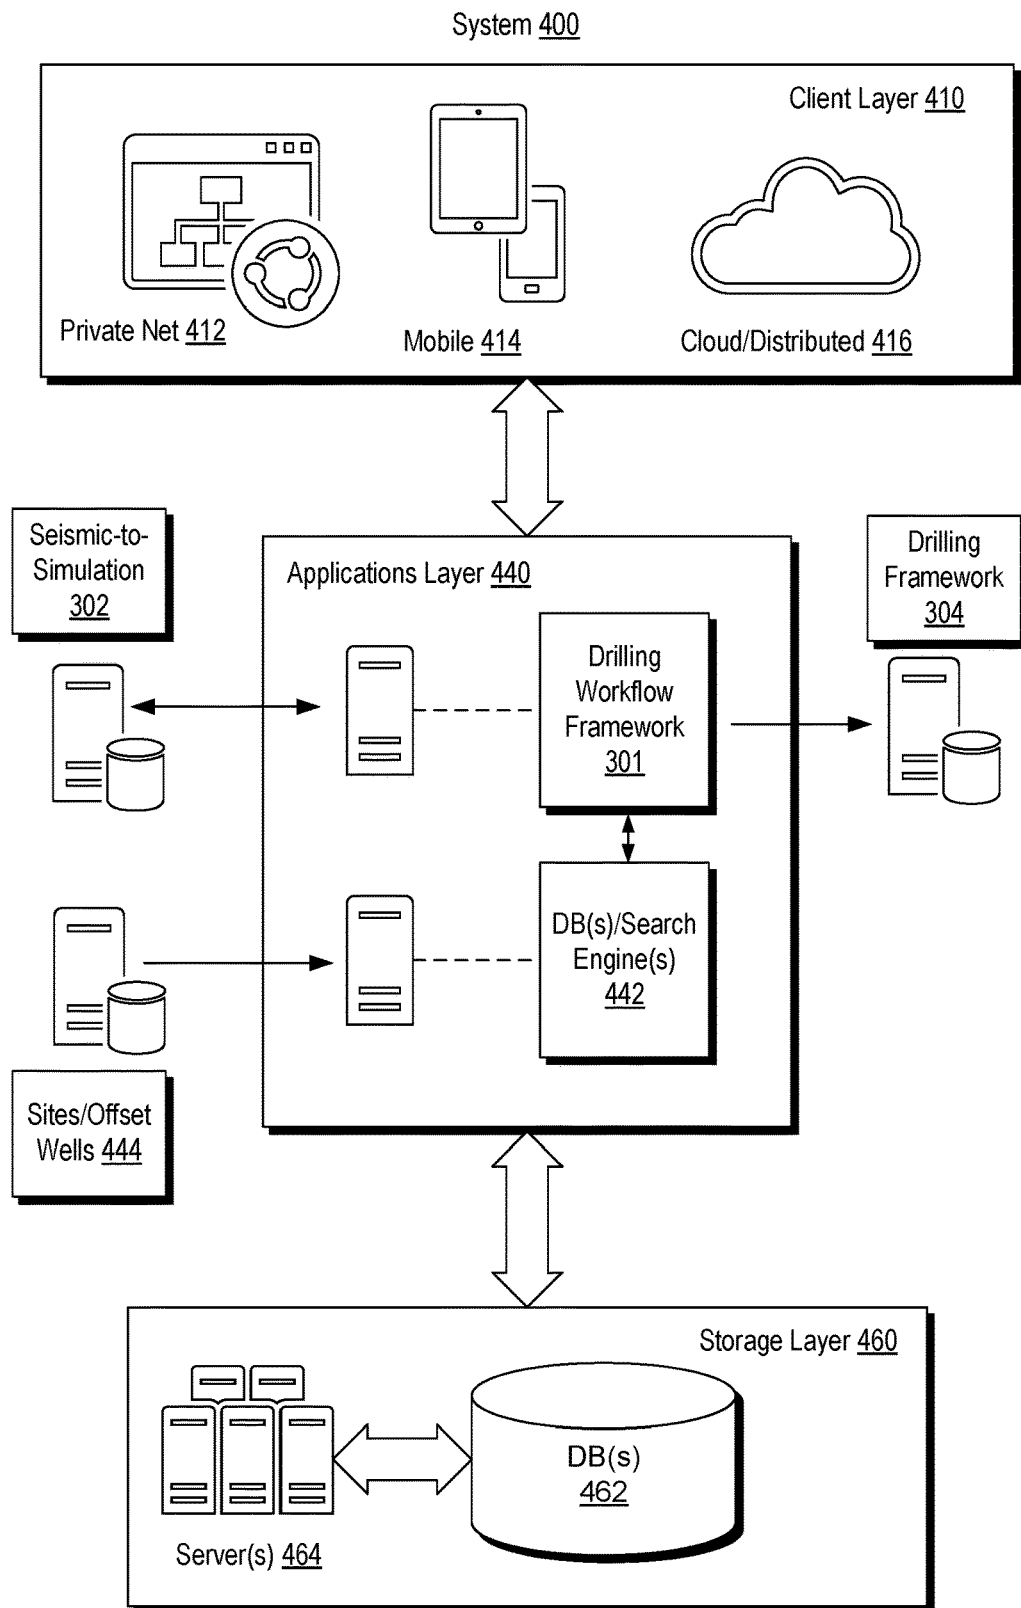 System 400
Client Layer 410
Private Net 412
Mobile 414
Cloud/Distributed 416
Seismic-to-
Simulation
302
Applications Layer 440
Drilling
Workflow
Framework
301
Drilling
Framework
304
DB(s)/Search
Engine(s)
442
Sites/Offset
Wells 444
Storage Layer 460
DB(s)
462
Server(s) 464